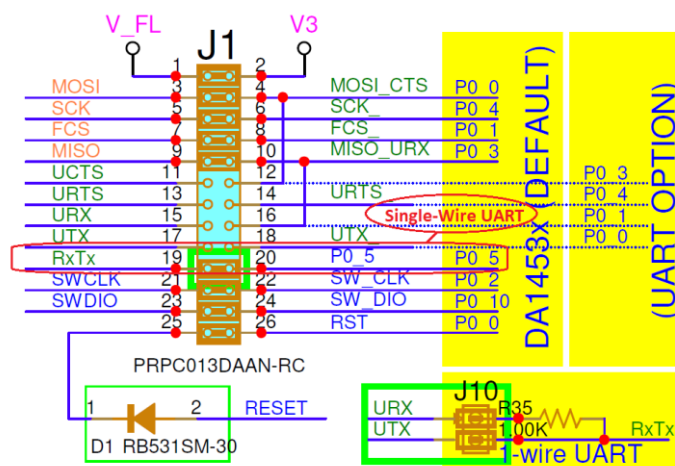 V_FL J1 V3
1 2
MOSI 3 4 MOSI_CTS P0_0
SCK 5 6 SCK_ P0_4
FCS 7 8 FCS_ P0_1
MISO 9 10 MISO_URX P0_3
UCTS 11 12 P0_3
URTS 13 14 URTS P0_4
URX 15 16 Single-Wire UART P0_1
UTX 17 18 UTX_ P0_0
RxTx 19 20 P0_5 P0_5
SWCLK 21 22 SW_CLK P0_2
SWDIO 23 24 SW_DIO P0_10
25 26 RST P0_0
DA1453x (DEFAULT)
(UART OPTION)
PRPC013DAAN-RC
1 2 RESET
D1 RB531SM-30
J10
URX R35
UTX 1.00K RxTx
1-wire UART